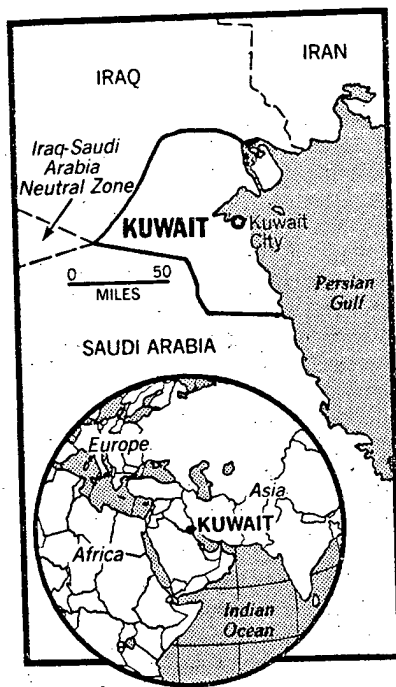 IRAN
IRAQ
Iraq-Saudi
Arabia
Neutral Zone
KUWAIT
Kuwait
City
0 50
MILES
Persian
Gulf
SAUDI ARABIA
Europe
Asia
KUWAIT
Africa
Indian
Ocean